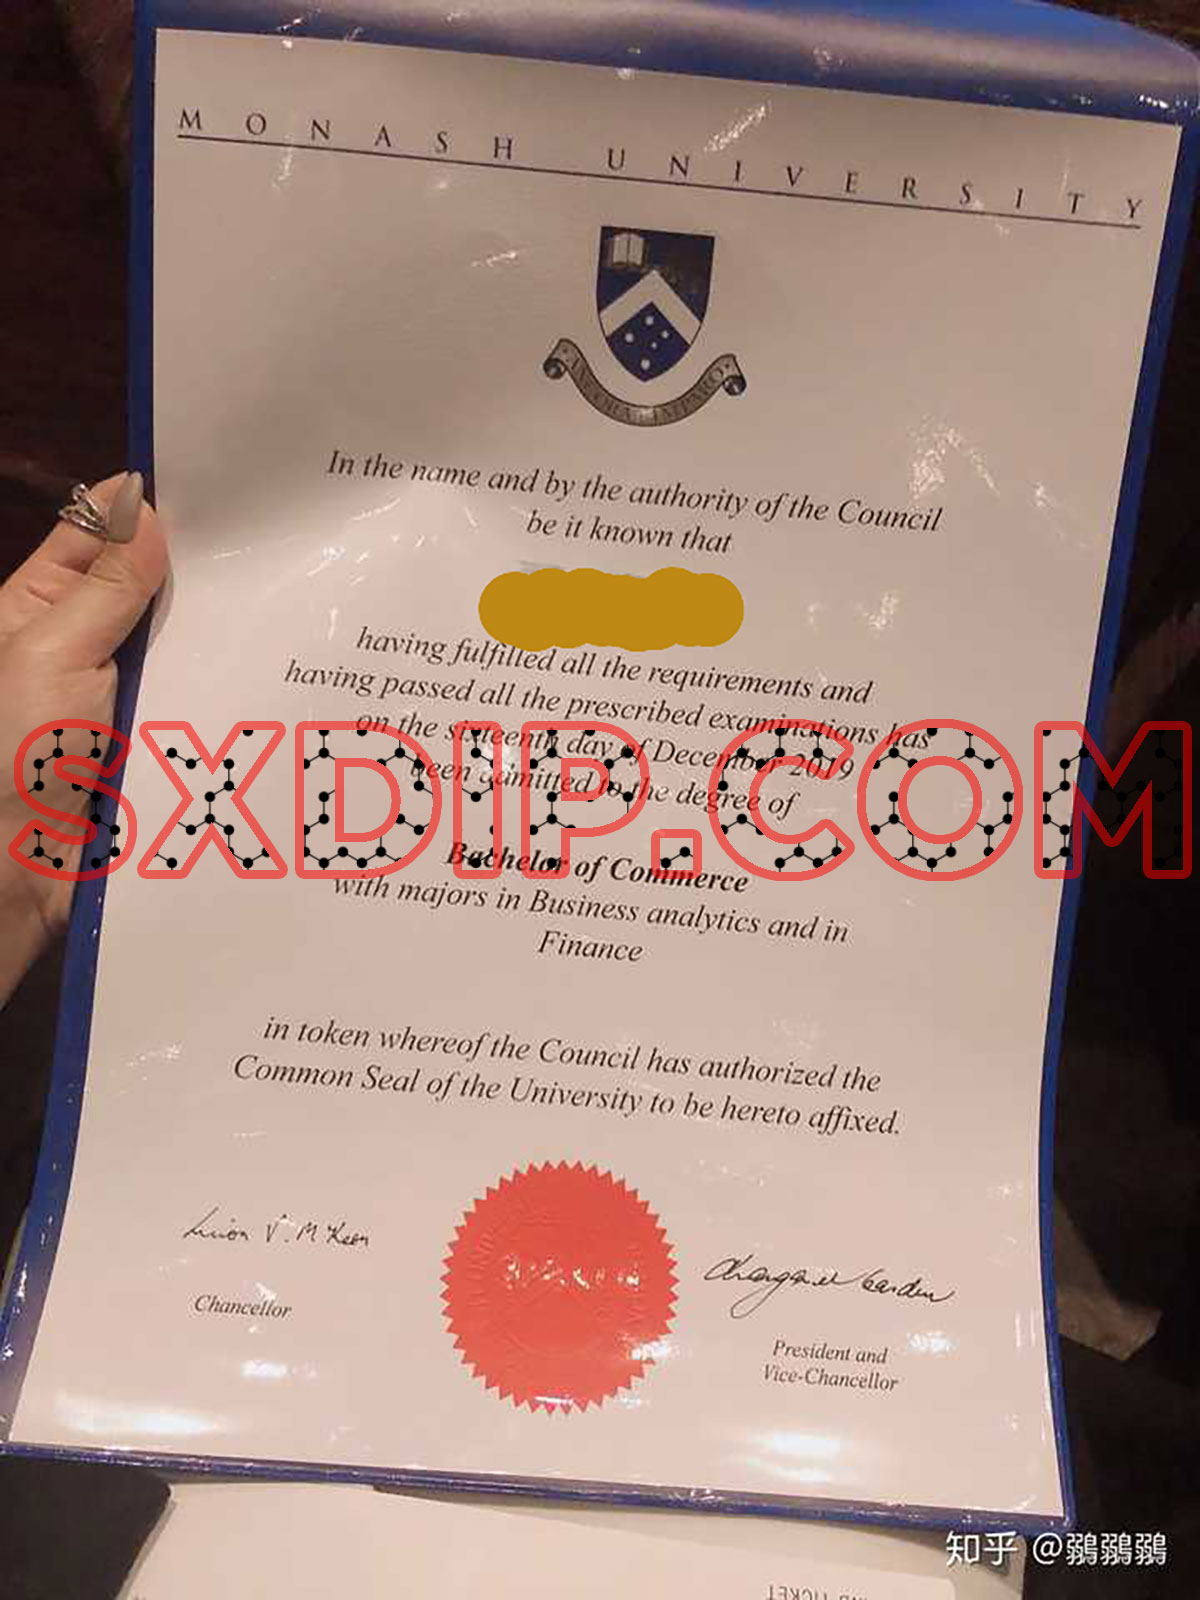 MONASH UNIVERSITY
ANCORA IMPARO
In the name and by the authority of the Council
be it known that
having fulfilled all the requirements and
having passed all the prescribed examinations has
on the sixteenth day of December 2019
been admitted to the degree of
SXDIP.COM
Bachelor of Commerce
with majors in Business analytics and in
Finance
in token whereof the Council has authorized the
Common Seal of the University to be hereto affixed.
Chancellor
President and
Vice-Chancellor
知乎 @鶸鶸鶸
TICKET